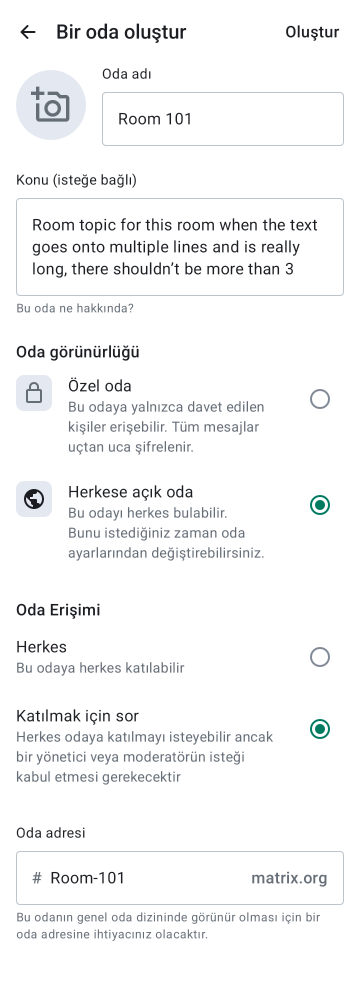 Bir oda oluştur
Oluştur
Oda adı
Room 101
Konu (isteğe bağlı)
Room topic for this room when the text
goes onto multiple lines and is really
long, there shouldn’t be more than 3
Bu oda ne hakkında?
Oda görünürlüğü
Özel oda
Bu odaya yalnızca davet edilen
kişiler erişebilir. Tüm mesajlar
uçtan uca şifrelenir.
Herkese açık oda
Bu odayı herkes bulabilir.
Bunu istediğiniz zaman oda
ayarlarından değiştirebilirsiniz.
Oda Erişimi
Herkes
Bu odaya herkes katılabilir
Katılmak için sor
Herkes odaya katılmayı isteyebilir ancak
bir yönetici veya moderatörün isteği
kabul etmesi gerekecektir
Oda adresi
# Room-101 matrix.org
Bu odanın genel oda dizininde görünür olması için bir
oda adresine ihtiyacınız olacaktır.